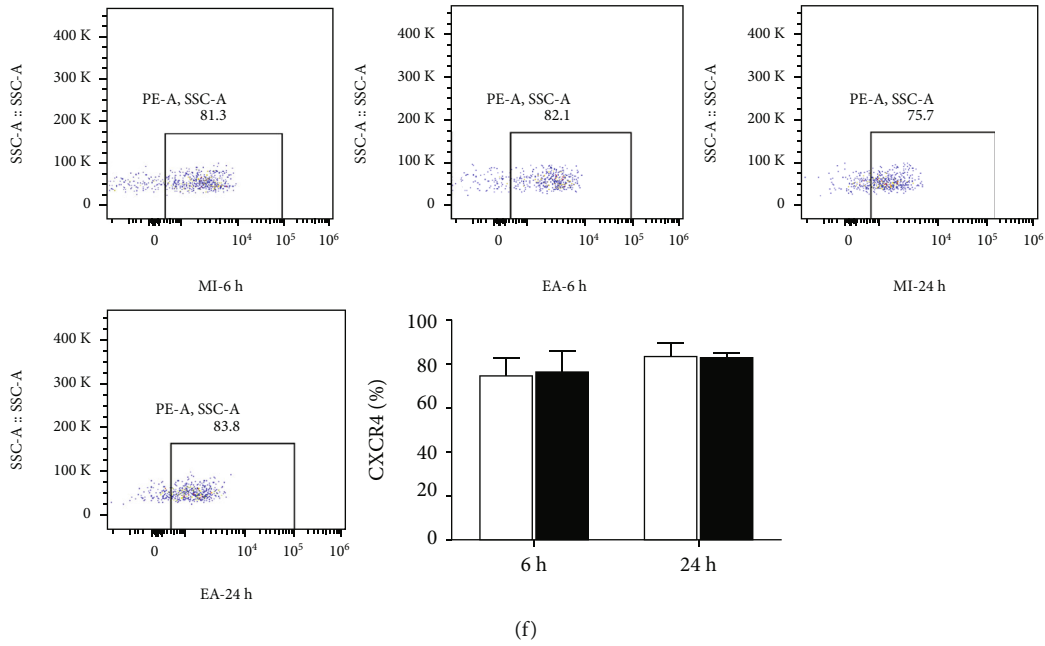 SSC-A :: SSC-A
400 K
300 K
200 K
100 K
0
PE-A, SSC-A
81.3
0 10⁴ 10⁵ 10⁶
MI-6 h
SSC-A :: SSC-A
400 K
300 K
200 K
100 K
0
PE-A, SSC-A
82.1
0 10⁴ 10⁵ 10⁶
EA-6 h
SSC-A :: SSC-A
400 K
300 K
200 K
100 K
0
PE-A, SSC-A
75.7
0 10⁴ 10⁵ 10⁶
MI-24 h
SSC-A :: SSC-A
400 K
300 K
200 K
100 K
0
PE-A, SSC-A
83.8
0 10⁴ 10⁵ 10⁶
EA-24 h
CXCR4 (%)
100
80
60
40
20
0
6 h 24 h
(f)